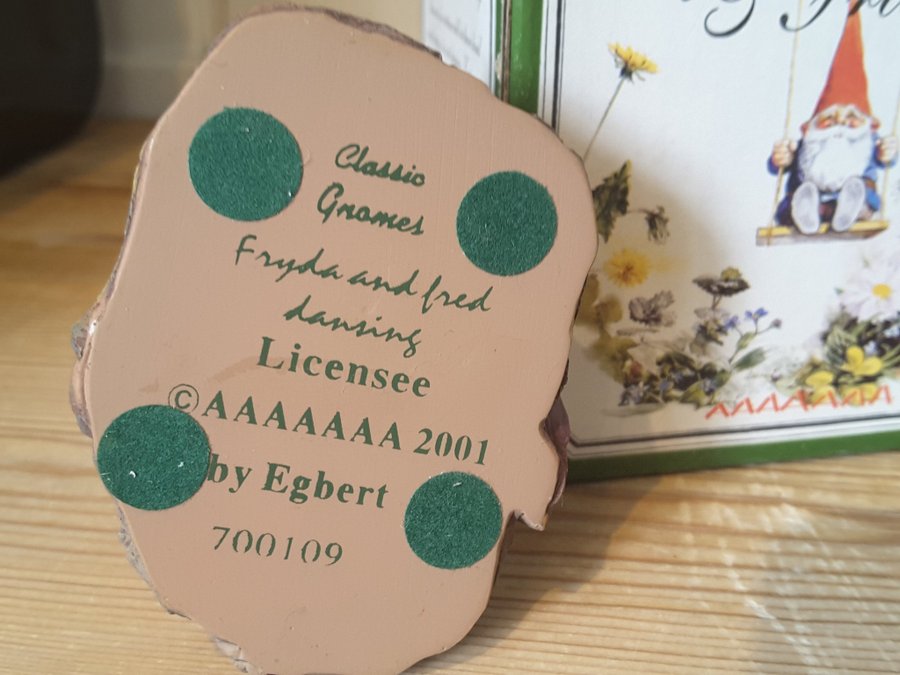 Classic
Gnomes
Fryda and fred
dansing
Licensee
©AAAAAAA 2001
by Egbert
700109
AAAAAAA